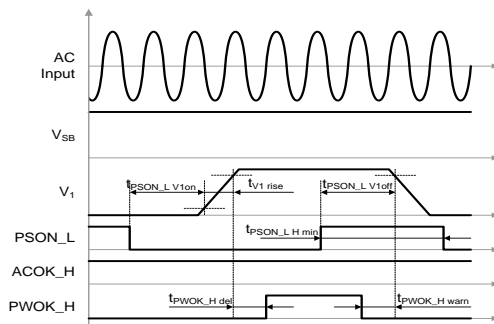 AC
Input
VSB
V1
tPSON_L V1on
tV1 rise
tPSON_L V1off
PSON_L
tPSON_L H min
ACOK_H
PWOK_H
tPWOK_H del
tPWOK_H warn